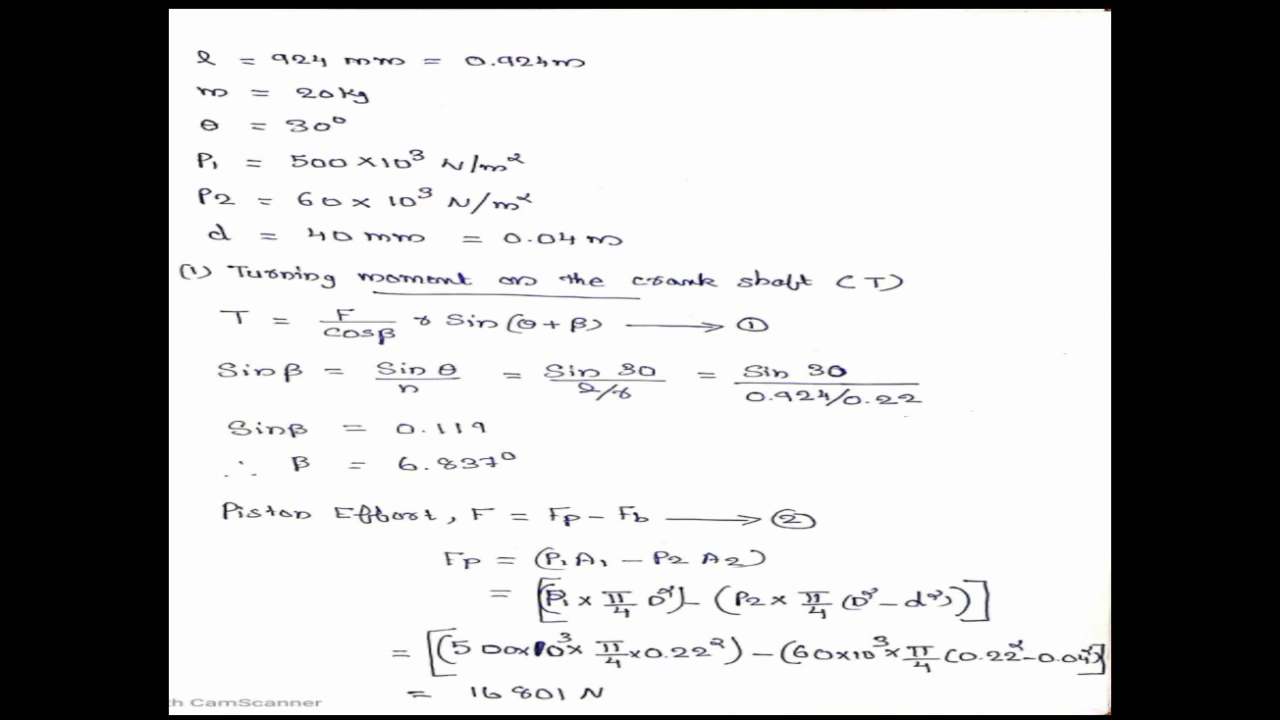 l = 924 mm = 0.924m
m = 20kg
θ = 30°
P₁ = 500 × 10³ N/m²
P2 = 60 × 10³ N/m²
d = 40 mm = 0.04 m
(1) Turning moment on the crank shaft (T)
T = F/cosβ r Sin (θ + β) ⟶ ①
Sinβ = Sin θ/n = Sin 30/l/r = Sin 30/0.924/0.22
Sinβ = 0.119
∴ β = 6.837°
Piston Effort, F = Fp − Fb ⟶ ②
Fp = (P₁A₁ − P2 A2)
= [(P₁ × π/4 D²) − (P2 × π/4 (D² − d²))]
= [(500×10³ × π/4 × 0.22²) − (60×10³ × π/4 (0.22² − 0.04²)]
= 16801 N
h CamScanner